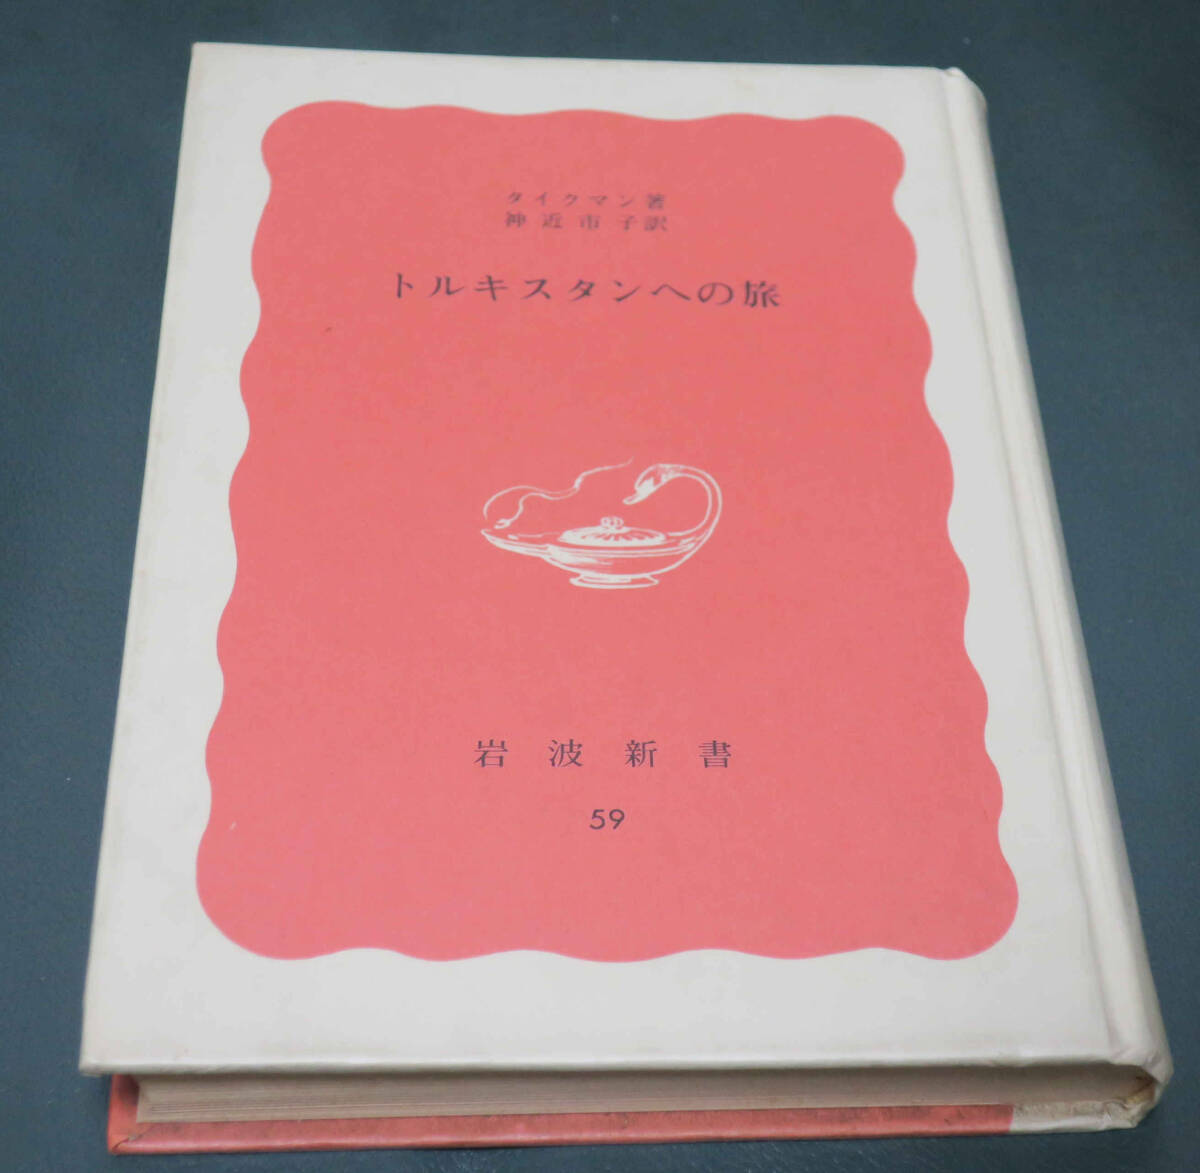 タイクマン著
神近市子訳
トルキスタンへの旅
岩波新書
59